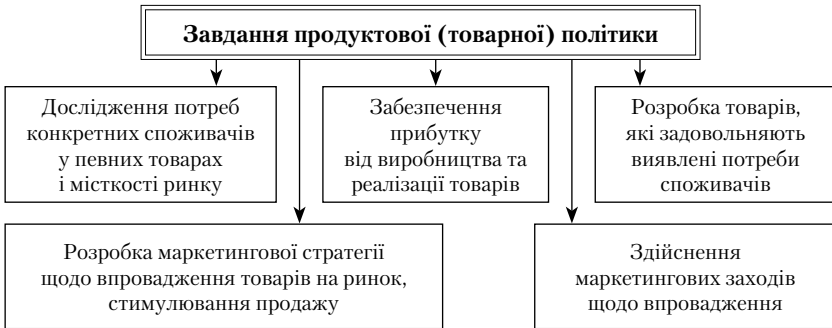 Завдання продуктової (товарної) політики
Дослідження потреб
конкретних споживачів
у певних товарах
і місткості ринку
Забезпечення
прибутку
від виробництва та
реалізації товарів
Розробка товарів,
які задовольняють
виявлені потреби
споживачів
Розробка маркетингової стратегії
щодо впровадження товарів на ринок,
стимулювання продажу
Здійснення
маркетингових заходів
щодо впровадження